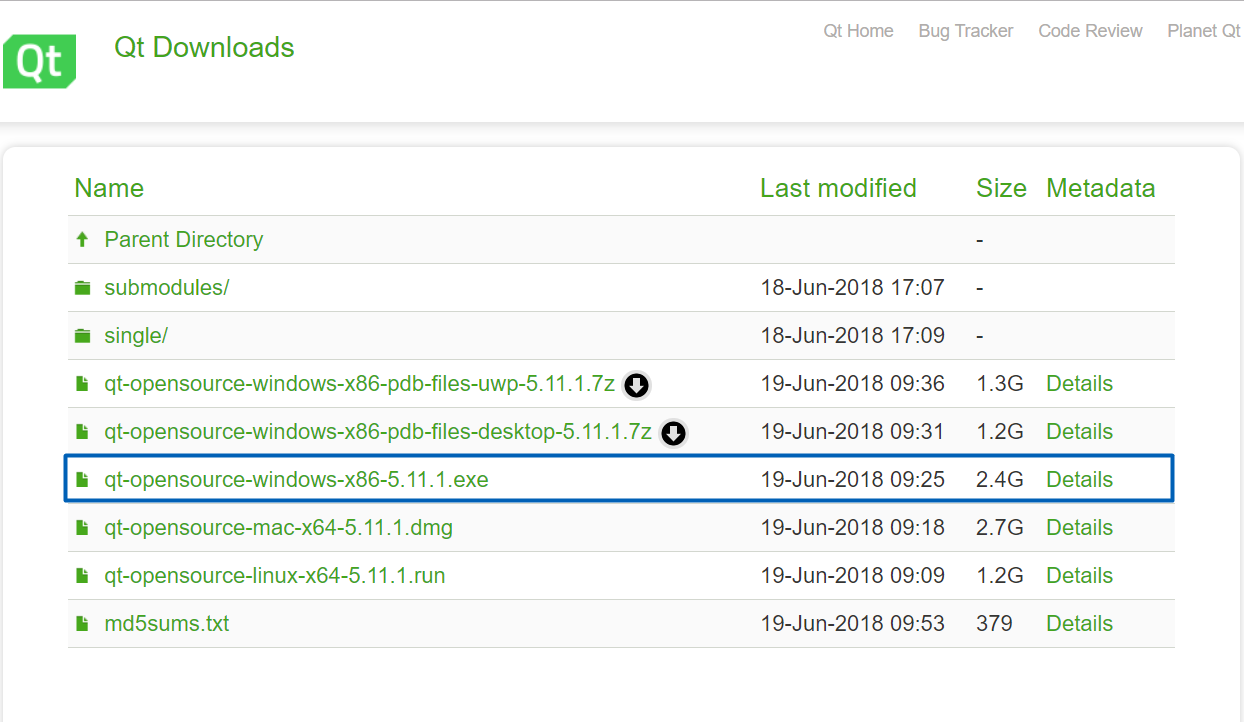 Qt Downloads
Qt Home Bug Tracker Code Review Planet Qt
Qt
Name Last modified Size Metadata
Parent Directory -
submodules/ 18-Jun-2018 17:07 -
single/ 18-Jun-2018 17:09 -
qt-opensource-windows-x86-pdb-files-uwp-5.11.1.7z 19-Jun-2018 09:36 1.3G Details
qt-opensource-windows-x86-pdb-files-desktop-5.11.1.7z 19-Jun-2018 09:31 1.2G Details
qt-opensource-windows-x86-5.11.1.exe 19-Jun-2018 09:25 2.4G Details
qt-opensource-mac-x64-5.11.1.dmg 19-Jun-2018 09:18 2.7G Details
qt-opensource-linux-x64-5.11.1.run 19-Jun-2018 09:09 1.2G Details
md5sums.txt 19-Jun-2018 09:53 379 Details